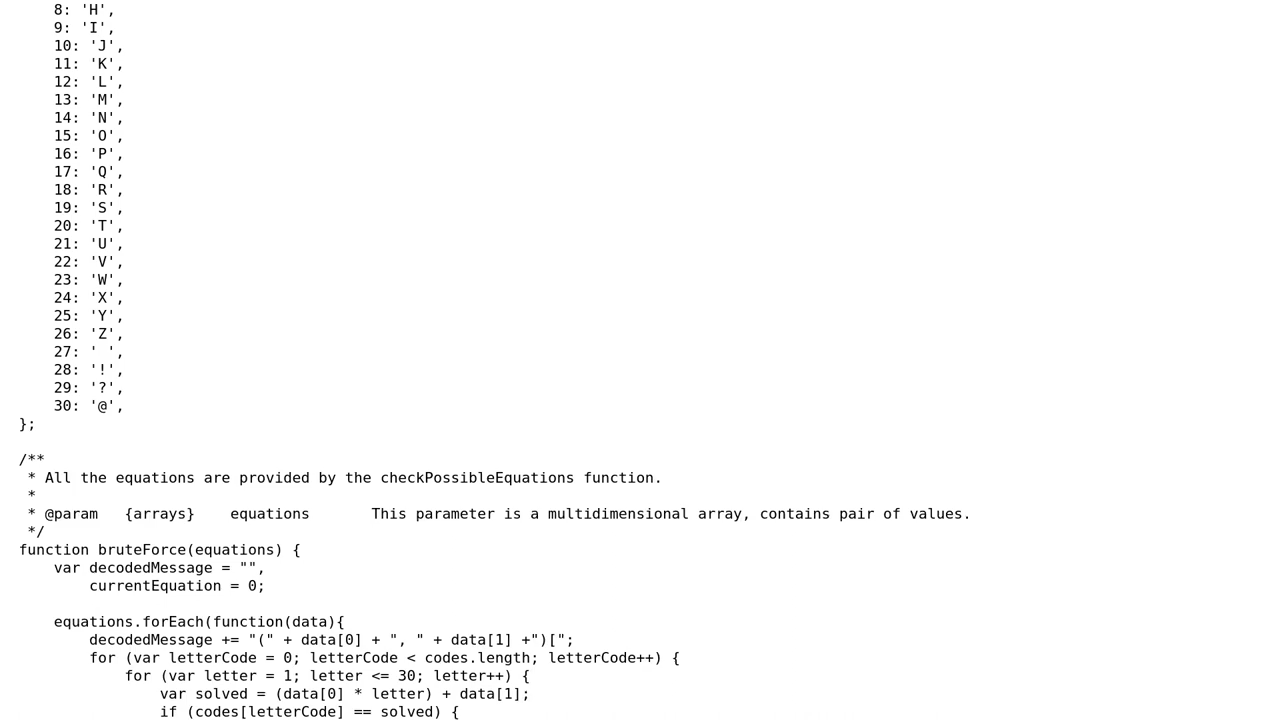 8: 'H',
9: 'I',
10: 'J',
11: 'K',
12: 'L',
13: 'M',
14: 'N',
15: 'O',
16: 'P',
17: 'Q',
18: 'R',
19: 'S',
20: 'T',
21: 'U',
22: 'V',
23: 'W',
24: 'X',
25: 'Y',
26: 'Z',
27: ' ',
28: '!',
29: '?',
30: '@',
};
/**
* All the equations are provided by the checkPossibleEquations function.
*
* @param {arrays} equations This parameter is a multidimensional array, contains pair of values.
*/
function bruteForce(equations) {
var decodedMessage = "",
currentEquation = 0;
equations.forEach(function(data){
decodedMessage += "(" + data[0] + ", " + data[1] +")[";
for (var letterCode = 0; letterCode < codes.length; letterCode++) {
for (var letter = 1; letter <= 30; letter++) {
var solved = (data[0] * letter) + data[1];
if (codes[letterCode] == solved) {